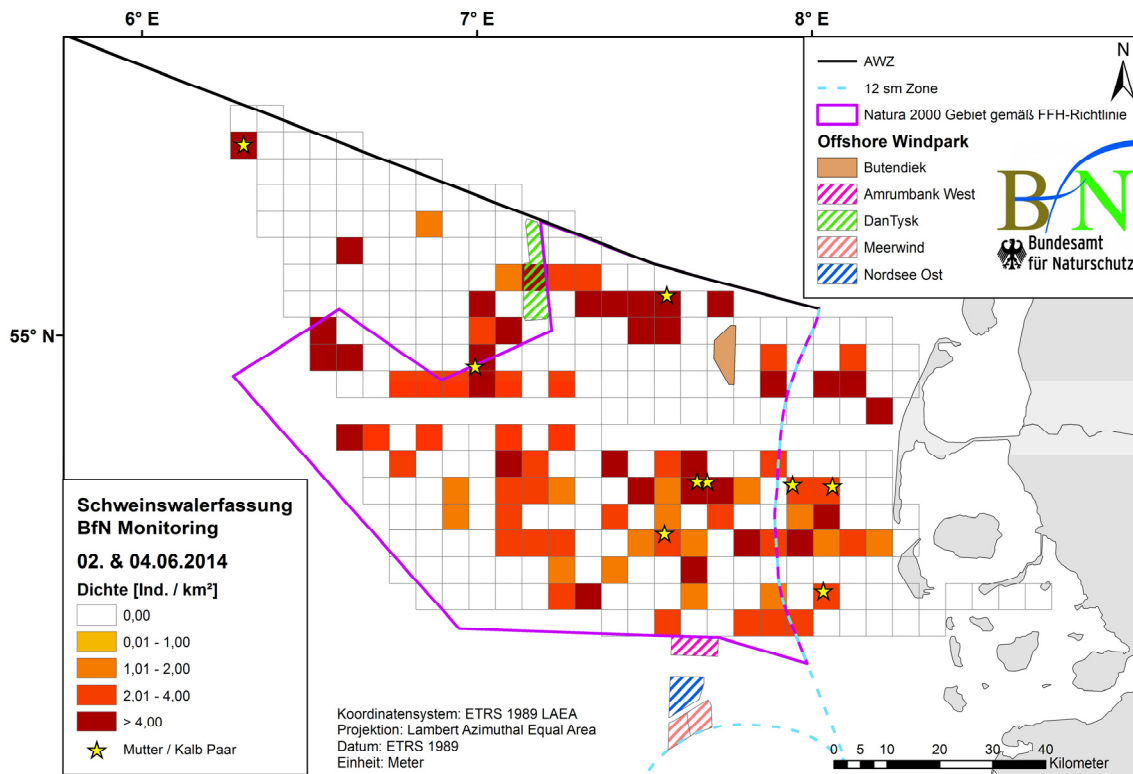 6° E
7° E
8° E
55° N
AWZ
12 sm Zone
Natura 2000 Gebiet gemäß FFH-Richtlinie
N
Offshore Windpark
Butendiek
Amrumbank West
DanTysk
Meerwind
Nordsee Ost
BfN
Bundesamt
für Naturschutz
Schweinswalerfassung
BfN Monitoring
02. & 04.06.2014
Dichte [Ind. / km²]
0,00
0,01 - 1,00
1,01 - 2,00
2.01 - 4,00
> 4,00
Mutter / Kalb Paar
Koordinatensystem: ETRS 1989 LAEA
Projektion: Lambert Azimuthal Equal Area
Datum: ETRS 1989
Einheit: Meter
0 5 10 20 30 40
Kilometer